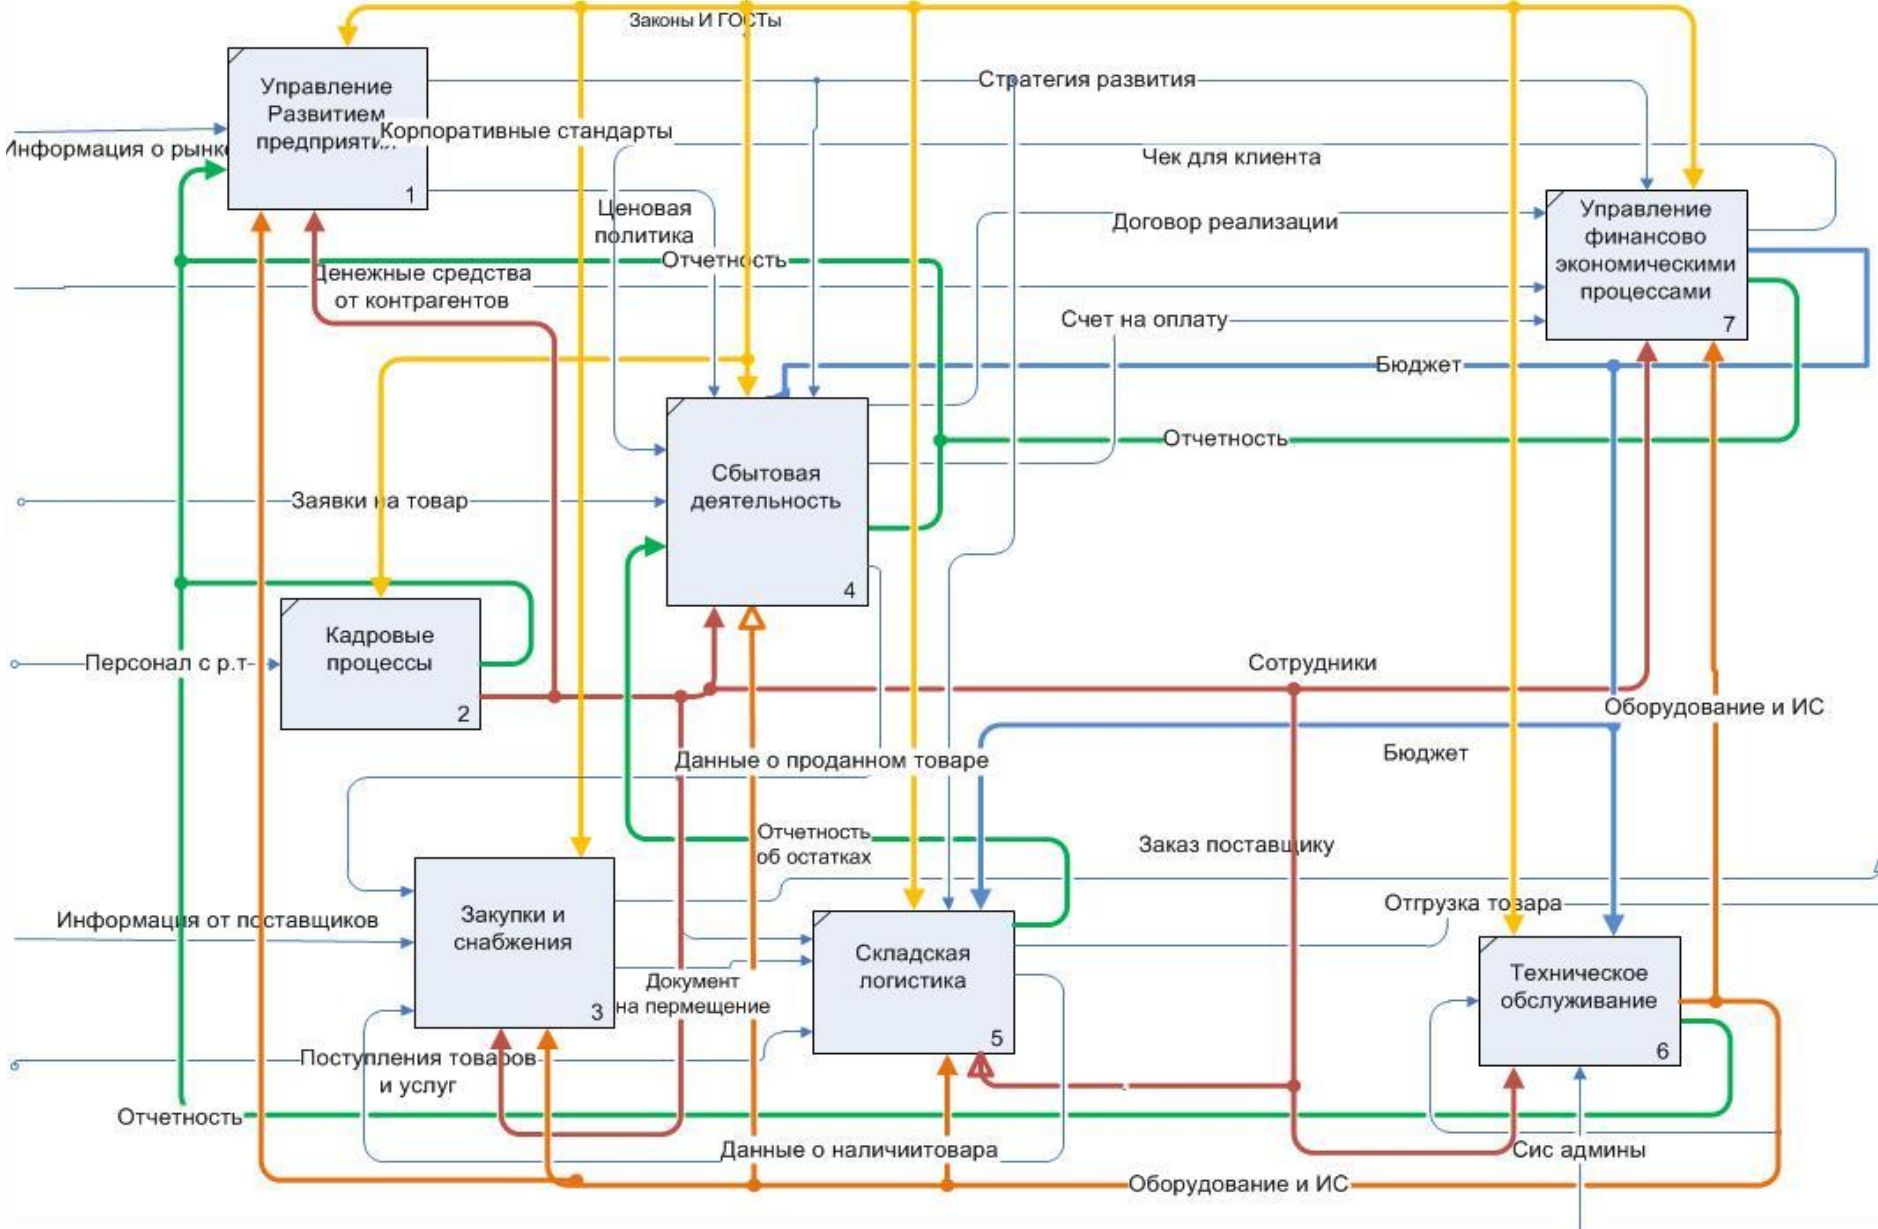 Законы И ГОСТы
Управление
Развитием
предприяти
1
Стратегия развития
Корпоративные стандарты
Информация о рынке
Чек для клиента
Ценовая
политика
Договор реализации
Управление
финансово
экономическими
процессами
7
Отчетность
Денежные средства
от контрагентов
Счет на оплату
Бюджет
Отчетность
Сбытовая
деятельность
4
Заявки на товар
Кадровые
процессы
2
Персонал с р.т
Сотрудники
Оборудование и ИС
Бюджет
Данные о проданном товаре
Отчетность
об остатках
Заказ поставщику
Отгрузка товара
Информация от поставщиков
Закупки и
снабжения
3
Складская
логистика
5
Техническое
обслуживание
6
Документ
на пермещение
Поступления товаров
и услуг
Отчетность
Данные о наличиитовара
Сис админы
Оборудование и ИС